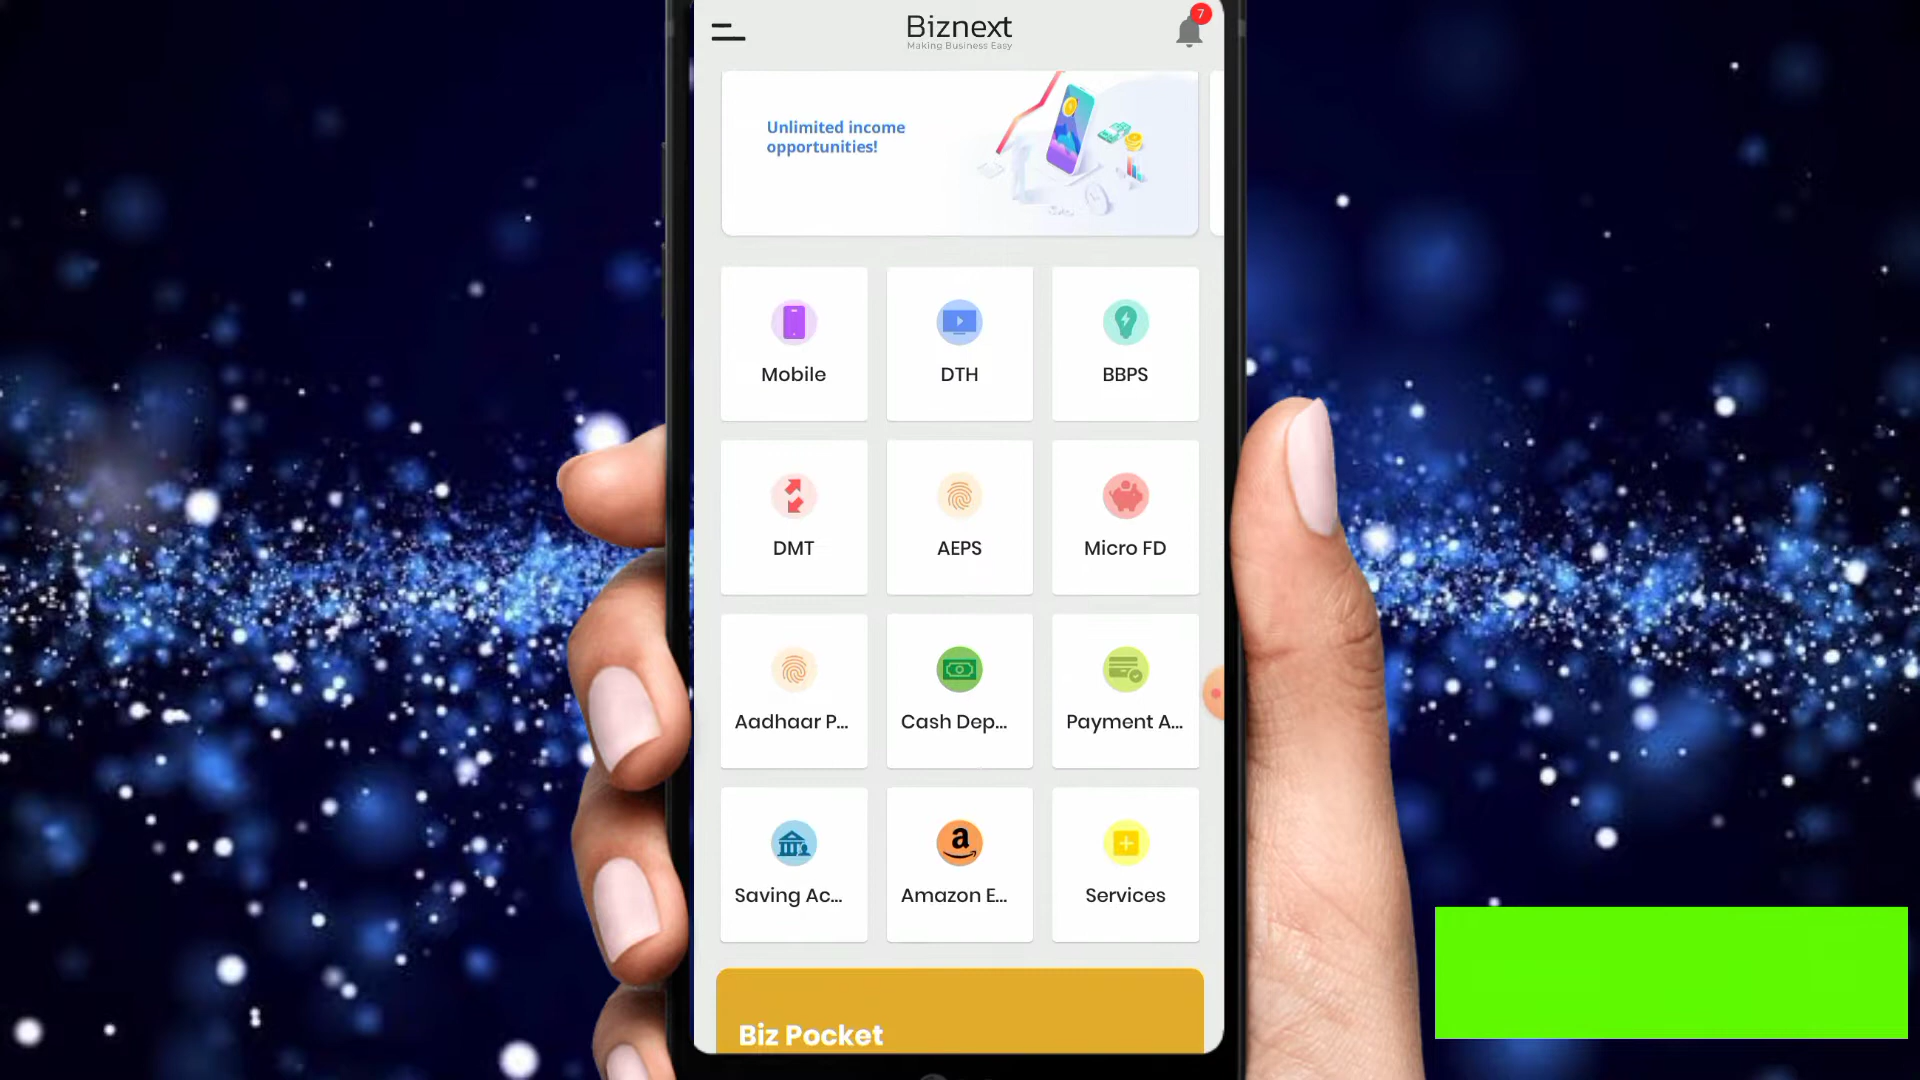 Biznext
Making Business Easy
7
Unlimited income
opportunities!
Mobile
DTH
BBPS
DMT
AEPS
Micro FD
Aadhaar P...
Cash Dep...
Payment A...
Saving Ac...
Amazon E...
Services
Biz Pocket